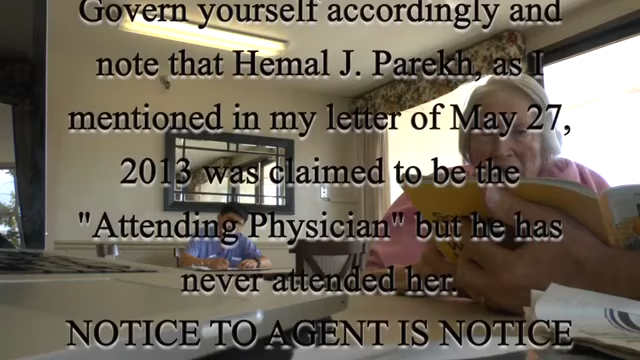 Govern yourself accordingly and
note that Hemal J. Parekh, as I
mentioned in my letter of May 27,
2013 was claimed to be the
"Attending Physician" but he has
never attended her.
NOTICE TO AGENT IS NOTICE